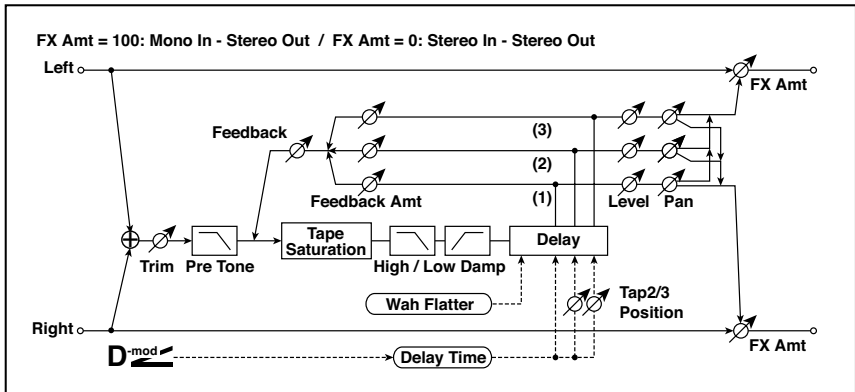 FX Amt = 100: Mono In - Stereo Out / FX Amt = 0: Stereo In - Stereo Out
Left
FX Amt
(3)
Feedback
(2)
Feedback Amt
(1)
Level
Pan
Trim
Pre Tone
Tape
Saturation
High / Low Damp
Delay
Wah Flatter
Tap2/3
Position
Right
FX Amt
D-mod
Delay Time